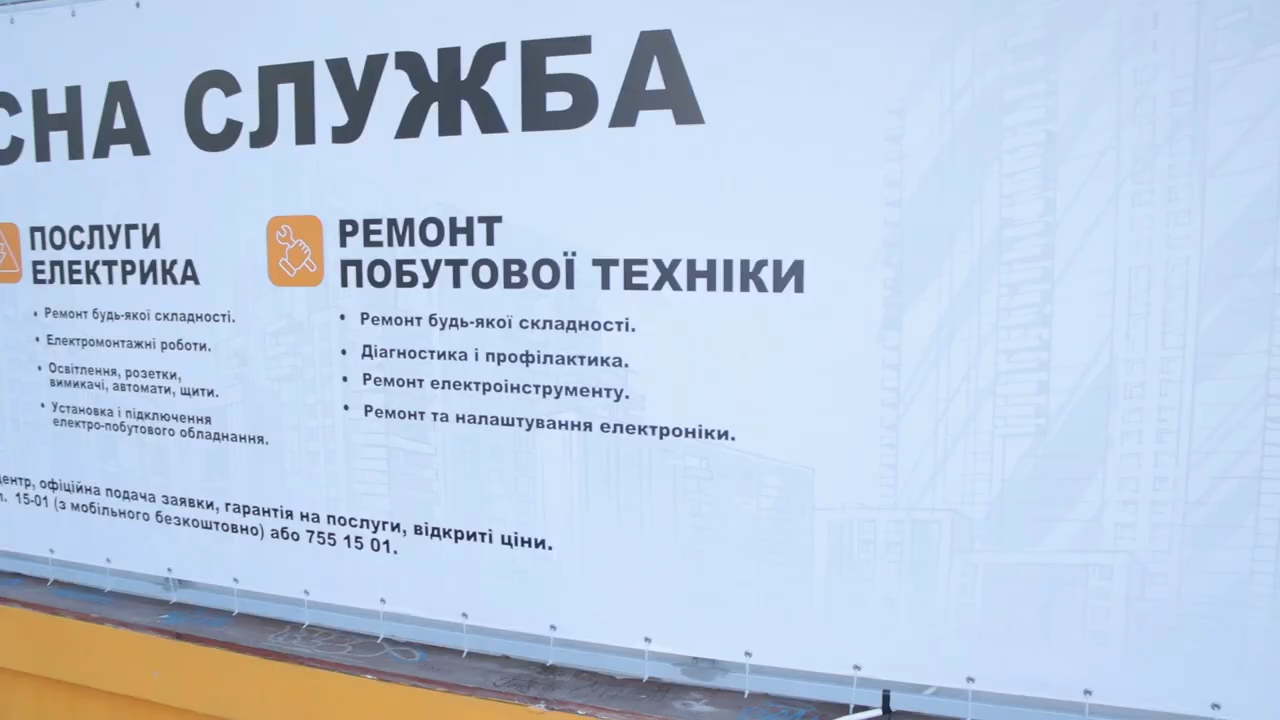 СНА СЛУЖБА
ПОСЛУГИ
ЕЛЕКТРИКА
• Ремонт будь-якої складності.
• Електромонтажні роботи.
• Освітлення, розетки,
вимикачі, автомати, щити.
• Установка і підключення
електро-побутового обладнання.
РЕМОНТ
ПОБУТОВОЇ ТЕХНІКИ
• Ремонт будь-якої складності.
• Діагностика і профілактика.
• Ремонт електроінструменту.
• Ремонт та налаштування електроніки.
центр, офіційна подача заявки, гарантія на послуги, відкриті ціни.
15-01 (з мобільного безкоштовно) або 755 15 01.